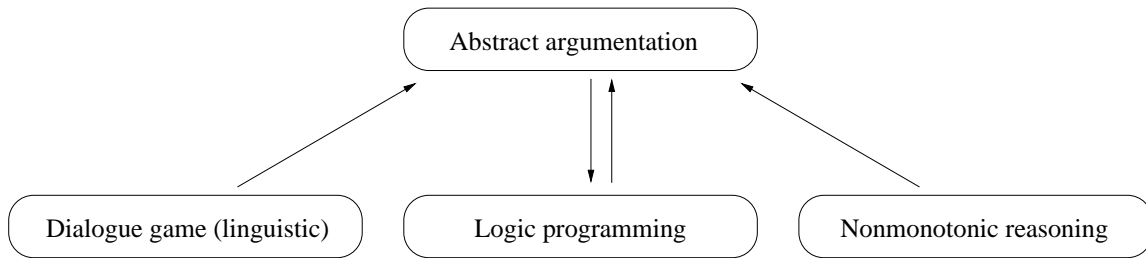 Abstract argumentation
Dialogue game (linguistic)
Logic programming
Nonmonotonic reasoning